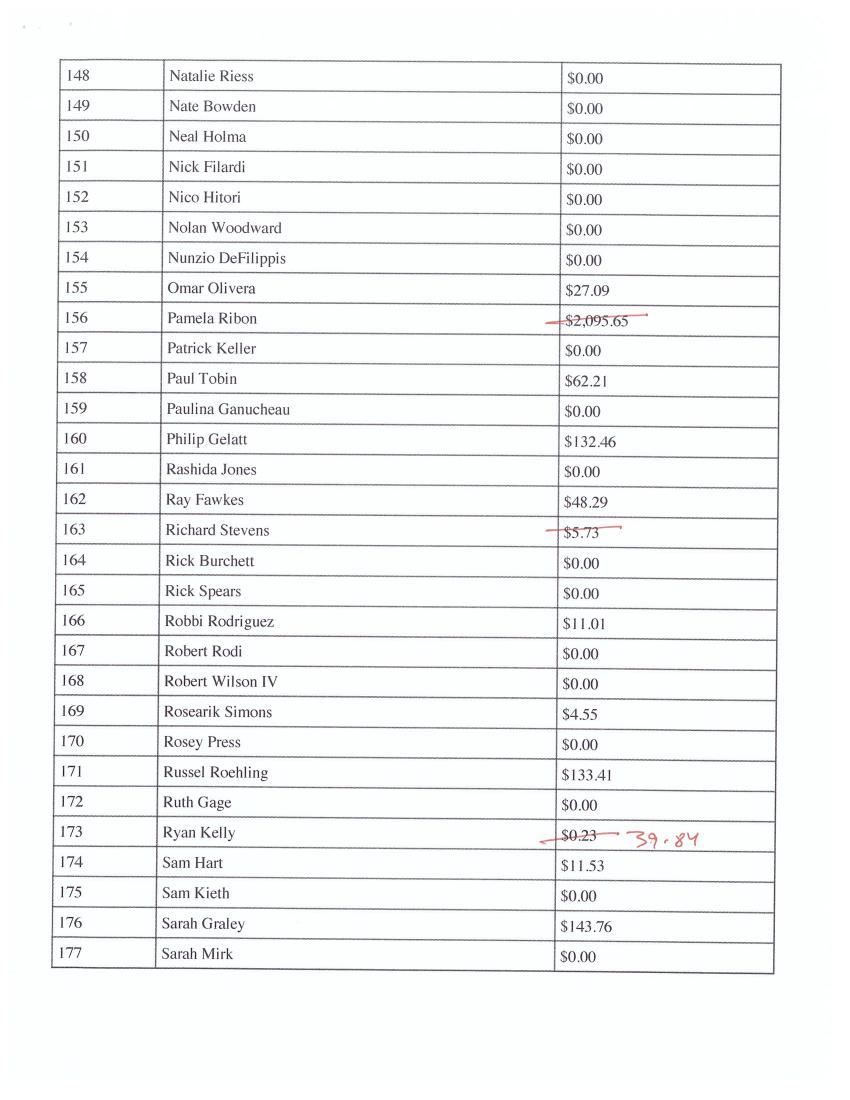 148 Natalie Riess $0.00
149 Nate Bowden $0.00
150 Neal Holma $0.00
151 Nick Filardi $0.00
152 Nico Hitori $0.00
153 Nolan Woodward $0.00
154 Nunzio DeFilippis $0.00
155 Omar Olivera $27.09
156 Pamela Ribon $2,095.65
157 Patrick Keller $0.00
158 Paul Tobin $62.21
159 Paulina Ganucheau $0.00
160 Philip Gelatt $132.46
161 Rashida Jones $0.00
162 Ray Fawkes $48.29
163 Richard Stevens $5.73
164 Rick Burchett $0.00
165 Rick Spears $0.00
166 Robbi Rodriguez $11.01
167 Robert Rodi $0.00
168 Robert Wilson IV $0.00
169 Rosearik Simons $4.55
170 Rosey Press $0.00
171 Russel Roehling $133.41
172 Ruth Gage $0.00
173 Ryan Kelly $0.23 39.84
174 Sam Hart $11.53
175 Sam Kieth $0.00
176 Sarah Graley $143.76
177 Sarah Mirk $0.00